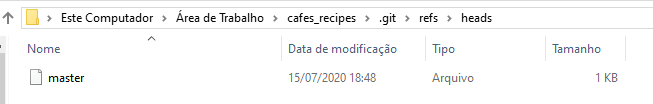 Este Computador > Área de Trabalho > cafes_recipes > .git > refs > heads
Nome Data de modificação Tipo Tamanho
master 15/07/2020 18:48 Arquivo 1 KB